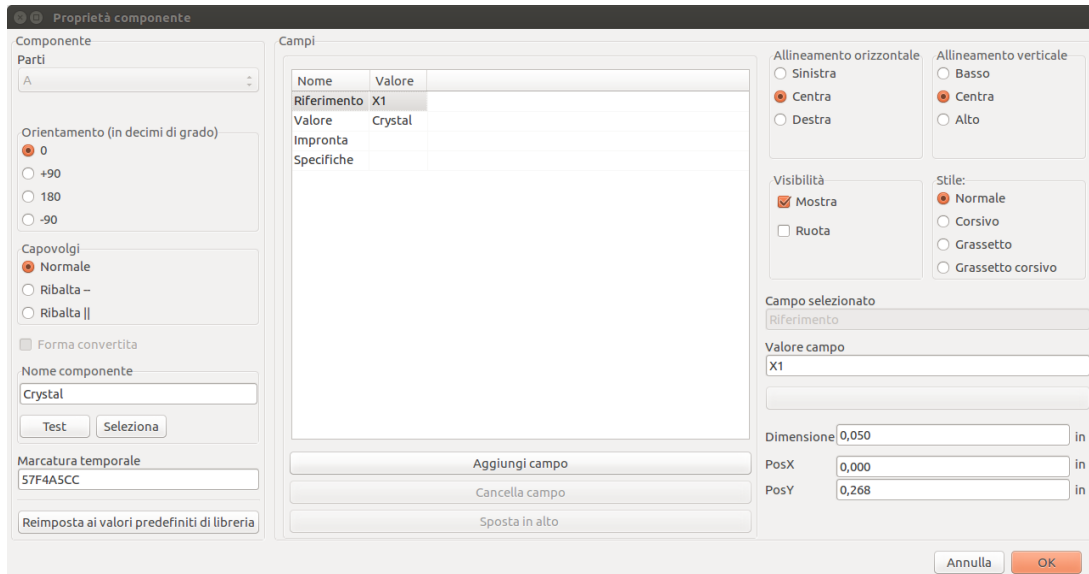 Proprietà componente
Componente
Parti
A
Orientamento (in decimi di grado)
0
+90
180
-90
Capovolgi
Normale
Ribalta --
Ribalta ||
Forma convertita
Nome componente
Crystal
Test Seleziona
Marcatura temporale
57F4A5CC
Reimposta ai valori predefiniti di libreria
Campi
Nome Valore
Riferimento X1
Valore Crystal
Impronta
Specifiche
Aggiungi campo
Cancella campo
Sposta in alto
Allineamento orizzontale
Sinistra
Centra
Destra
Allineamento verticale
Basso
Centra
Alto
Visibilità
Mostra
Ruota
Stile:
Normale
Corsivo
Grassetto
Grassetto corsivo
Campo selezionato
Riferimento
Valore campo
X1
Dimensione 0,050 in
PosX 0,000 in
PosY 0,268 in
Annulla OK